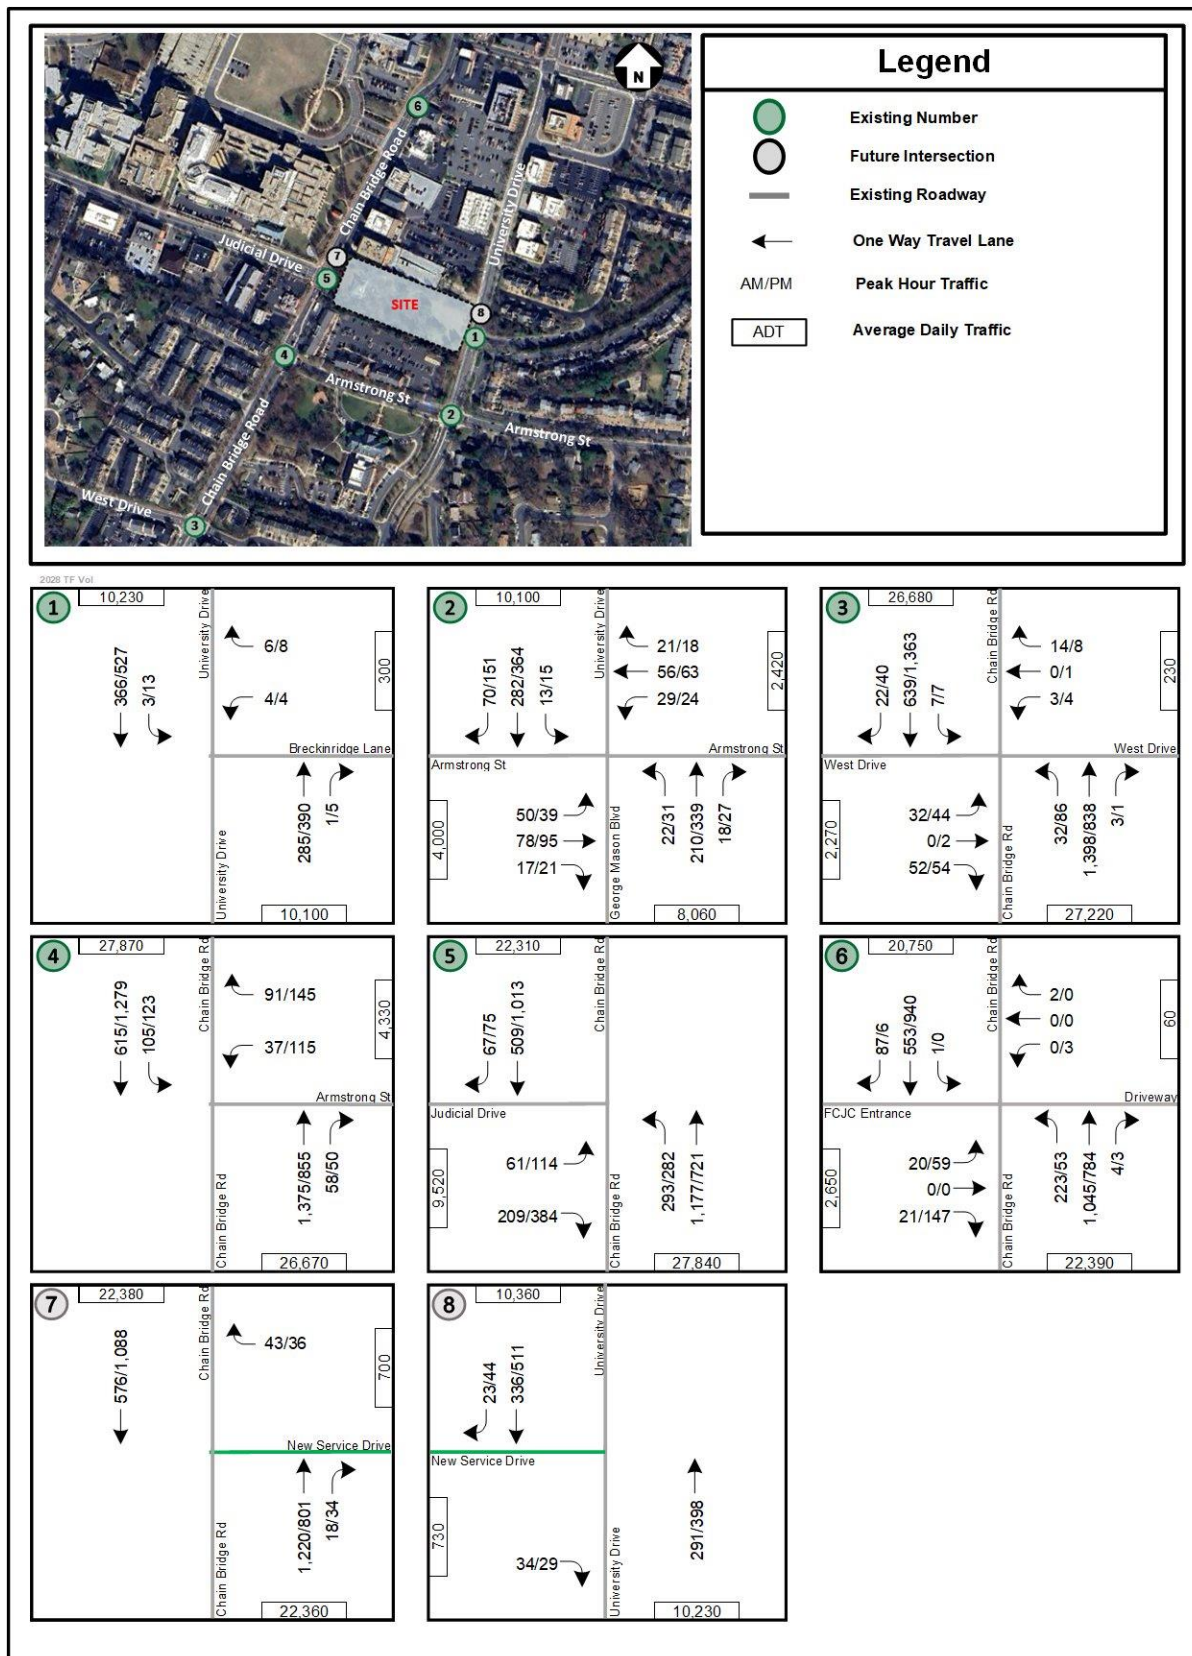 N
6
Chain Bridge Road
University Drive
Judicial Drive
7
5
SITE
8
1
4
Armstrong St
2
Armstrong St
Chain Bridge Road
West Drive
3
Legend
Existing Number
Future Intersection
Existing Roadway
One Way Travel Lane
AM/PM
Peak Hour Traffic
ADT
Average Daily Traffic
2028 TF Vol
1
10,230
University Drive
366/527
3/13
6/8
4/4
300
Breckinridge Lane
University Drive
285/390
1/5
10,100
2
10,100
University Drive
70/151
282/364
13/15
21/18
56/63
29/24
2,420
Armstrong St
Armstrong St
4,000
50/39
78/95
17/21
George Mason Blvd
22/31
210/339
18/27
8,060
3
26,680
Chain Bridge Rd
22/40
639/1,363
7/7
14/8
0/1
3/4
230
West Drive
West Drive
2,270
32/44
0/2
52/54
Chain Bridge Rd
32/86
1,398/838
3/1
27,220
4
27,870
Chain Bridge Rd
615/1,279
105/123
91/145
37/115
4,330
Armstrong St
Chain Bridge Rd
1,375/855
58/50
26,670
5
22,310
Chain Bridge Rd
67/75
509/1,013
Judicial Drive
9,520
61/114
209/384
Chain Bridge Rd
293/282
1,177/721
27,840
6
20,750
Chain Bridge Rd
87/6
553/940
1/0
2/0
0/0
0/3
60
Driveway
FCJC Entrance
2,650
20/59
0/0
21/147
Chain Bridge Rd
223/53
1,045/784
4/3
22,390
7
22,380
Chain Bridge Rd
576/1,088
43/36
700
New Service Drive
Chain Bridge Rd
1,220/801
18/34
22,360
8
10,360
University Drive
23/44
336/511
New Service Drive
730
34/29
University Drive
291/398
10,230